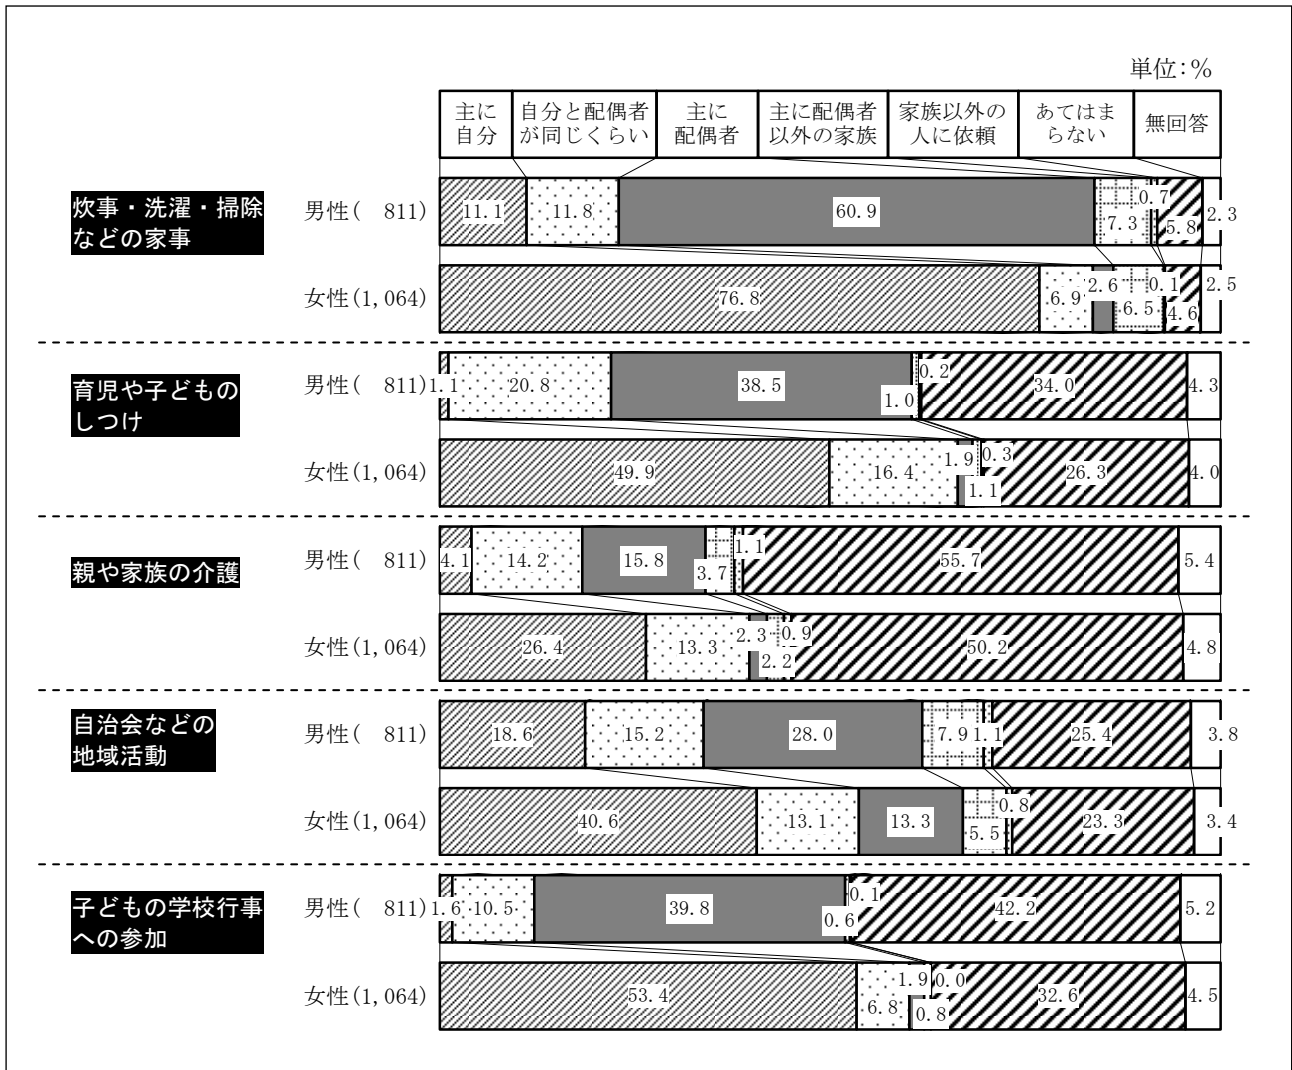 単位：％
主に
自分
自分と配偶者
が同じくらい
主に
配偶者
主に配偶者
以外の家族
家族以外の
人に依頼
あてはま
らない
無回答
炊事・洗濯・掃除
などの家事
男性(　811)
11.1
11.8
60.9
7.3
0.7
5.8
2.3
女性(1,064)
76.8
6.9
2.6
6.5
0.1
4.6
2.5
育児や子どもの
しつけ
男性(　811)
1.1
20.8
38.5
1.0
0.2
34.0
4.3
女性(1,064)
49.9
16.4
1.9
1.1
0.3
26.3
4.0
親や家族の介護
男性(　811)
4.1
14.2
15.8
3.7
1.1
55.7
5.4
女性(1,064)
26.4
13.3
2.3
2.2
0.9
50.2
4.8
自治会などの
地域活動
男性(　811)
18.6
15.2
28.0
7.9
1.1
25.4
3.8
女性(1,064)
40.6
13.1
13.3
5.5
0.8
23.3
3.4
子どもの学校行事
への参加
男性(　811)
1.6
10.5
39.8
0.6
0.1
42.2
5.2
女性(1,064)
53.4
6.8
1.9
0.8
0.0
32.6
4.5